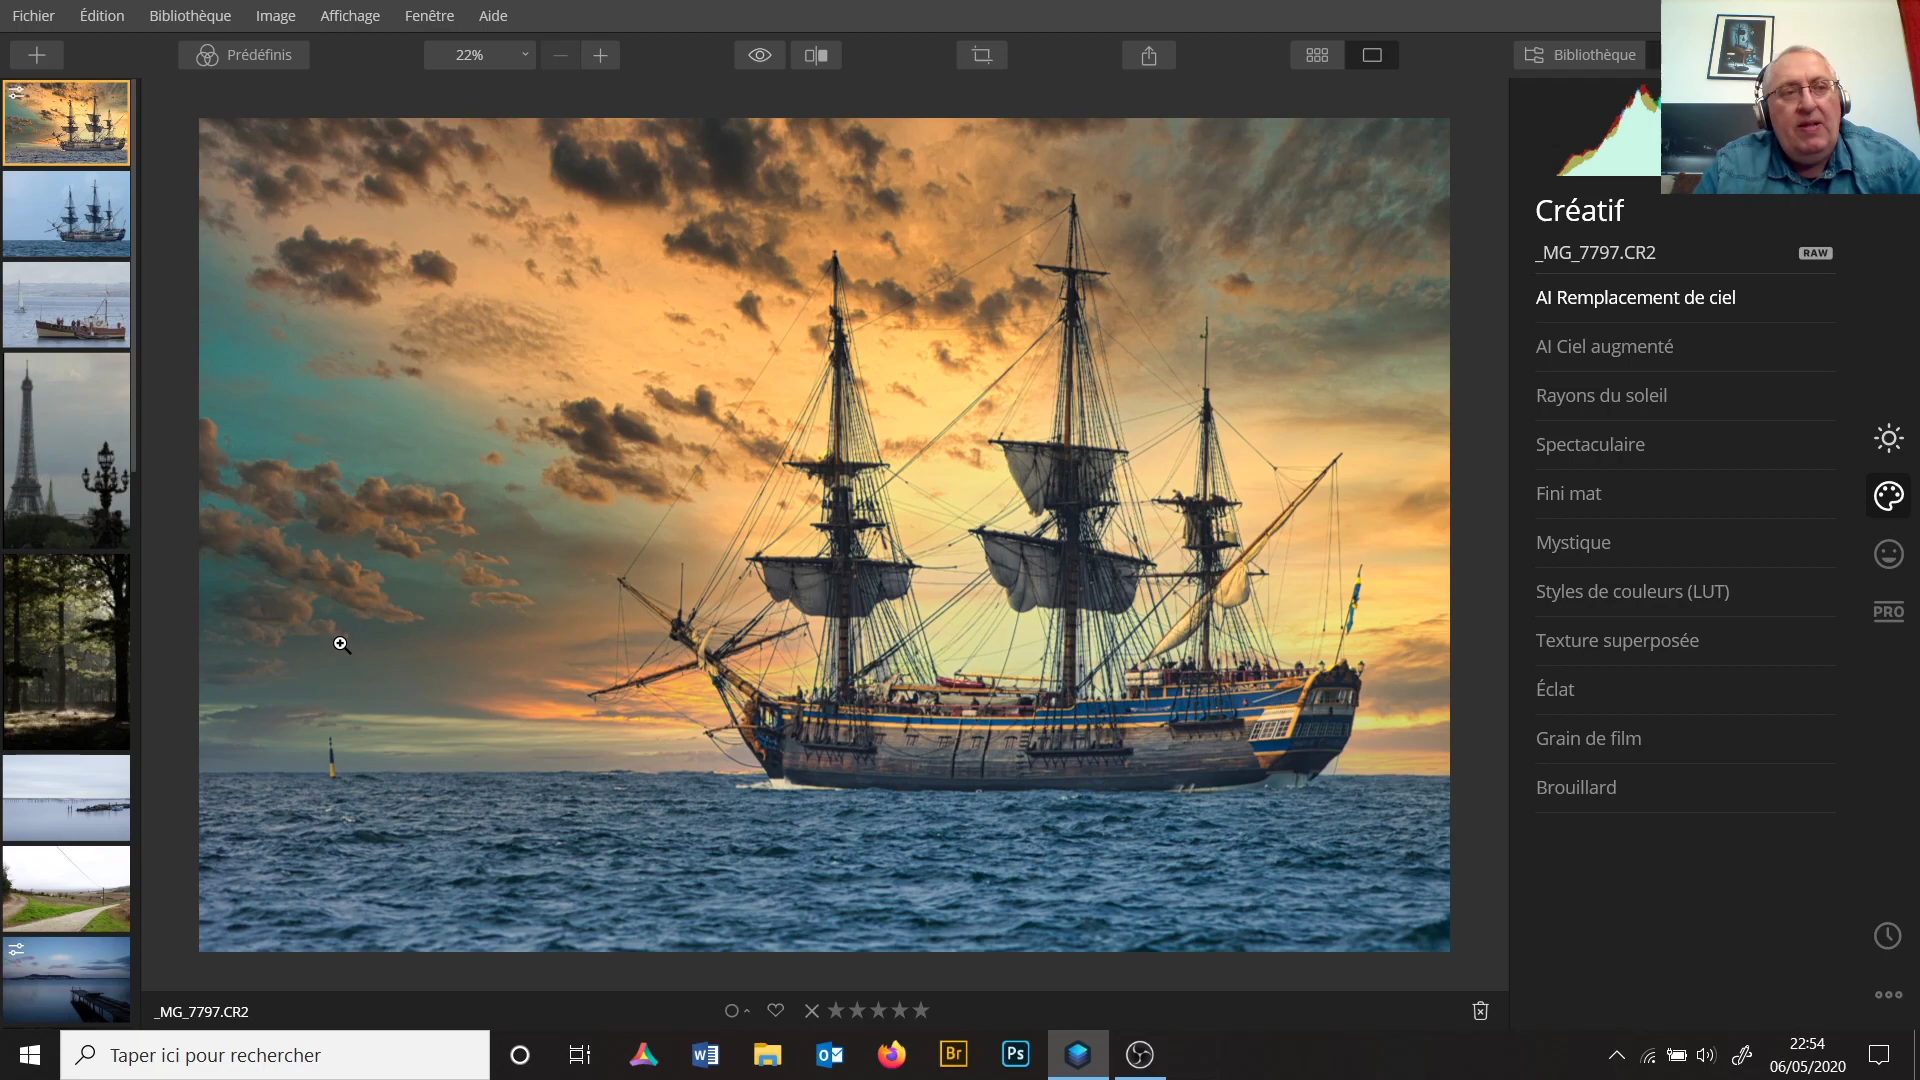 Fichier Édition Bibliothèque Image Affichage Fenêtre Aide
Prédéfinis 22% Bibliothèque
Créatif
_MG_7797.CR2 RAW
AI Remplacement de ciel
AI Ciel augmenté
Rayons du soleil
Spectaculaire
Fini mat
Mystique
Styles de couleurs (LUT)
PRO
Texture superposée
Éclat
Grain de film
Brouillard
_MG_7797.CR2
Taper ici pour rechercher
Br
Ps
22:54
06/05/2020